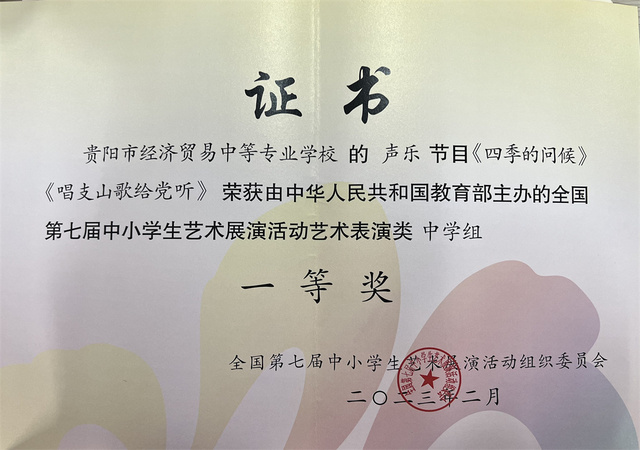 证书
贵阳市经济贸易中等专业学校 的 声乐 节目《四季的问候》
《唱支山歌给党听》 荣获由中华人民共和国教育部主办的全国
第七届中小学生艺术展演活动艺术表演类 中学组
一等奖
全国第七届中小学生艺术展演活动组织委员会
二〇二三年二月